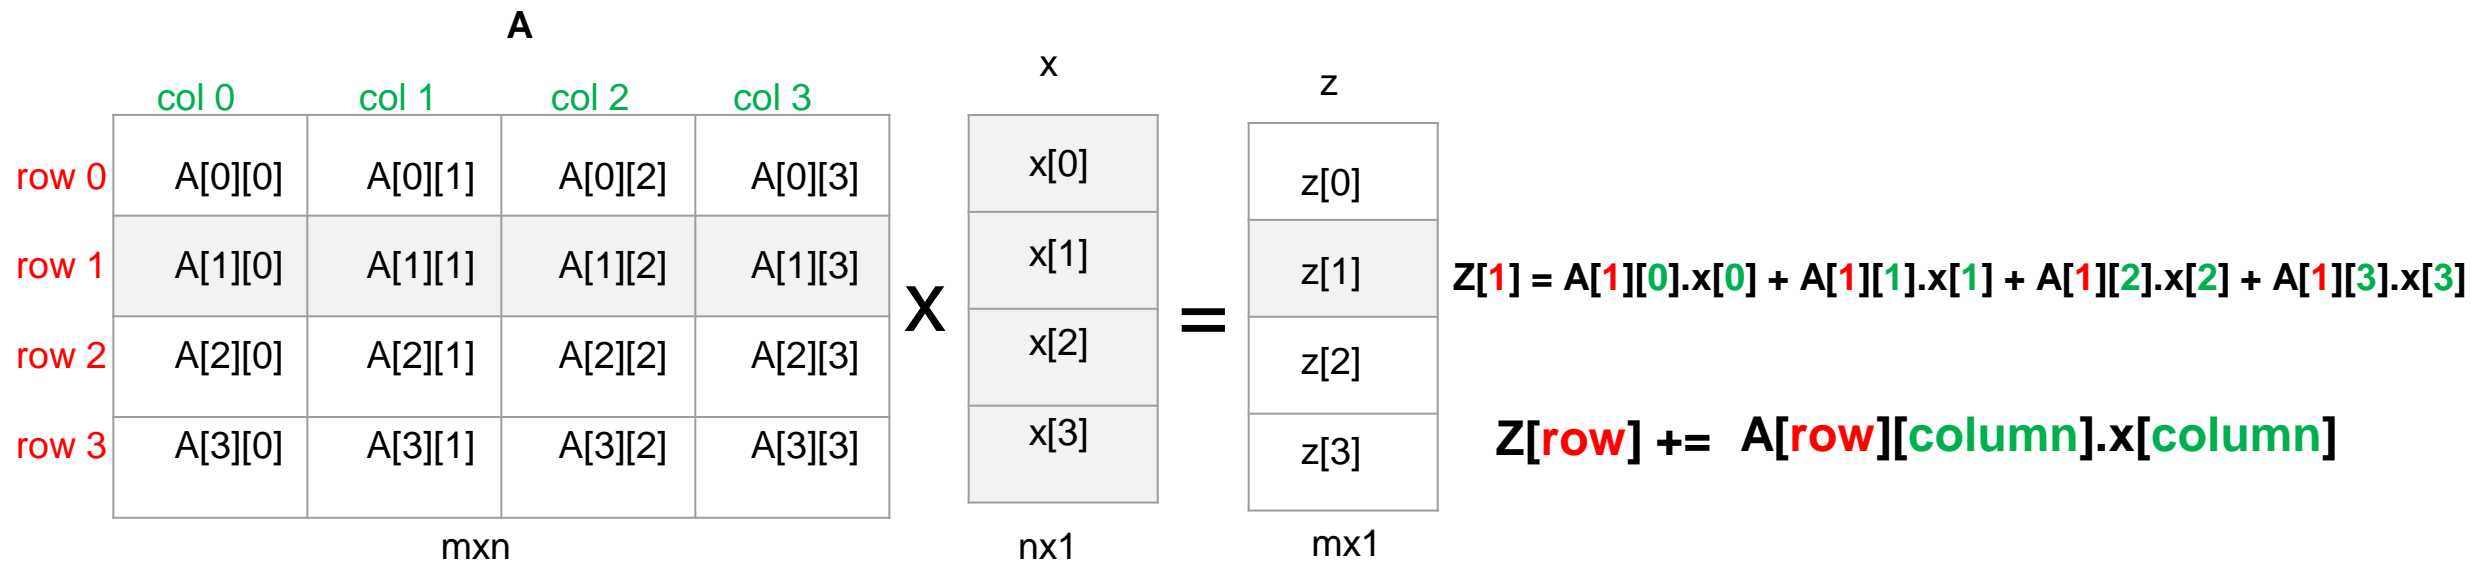 A
x
z
col 0 col 1 col 2 col 3
row 0 A[0][0] A[0][1] A[0][2] A[0][3] x[0] z[0]
row 1 A[1][0] A[1][1] A[1][2] A[1][3] x[1] z[1]
Z[1] = A[1][0].x[0] + A[1][1].x[1] + A[1][2].x[2] + A[1][3].x[3]
X =
row 2 A[2][0] A[2][1] A[2][2] A[2][3] x[2] z[2]
row 3 A[3][0] A[3][1] A[3][2] A[3][3] x[3] z[3]
Z[row] += A[row][column].x[column]
mxn nx1 mx1